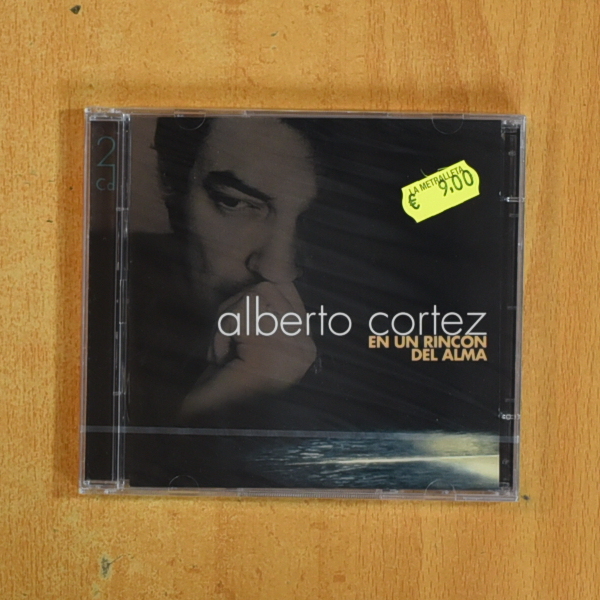 2
cd
LA METRALLETA
€ 9,00
alberto cortez
EN UN RINCON
DEL ALMA